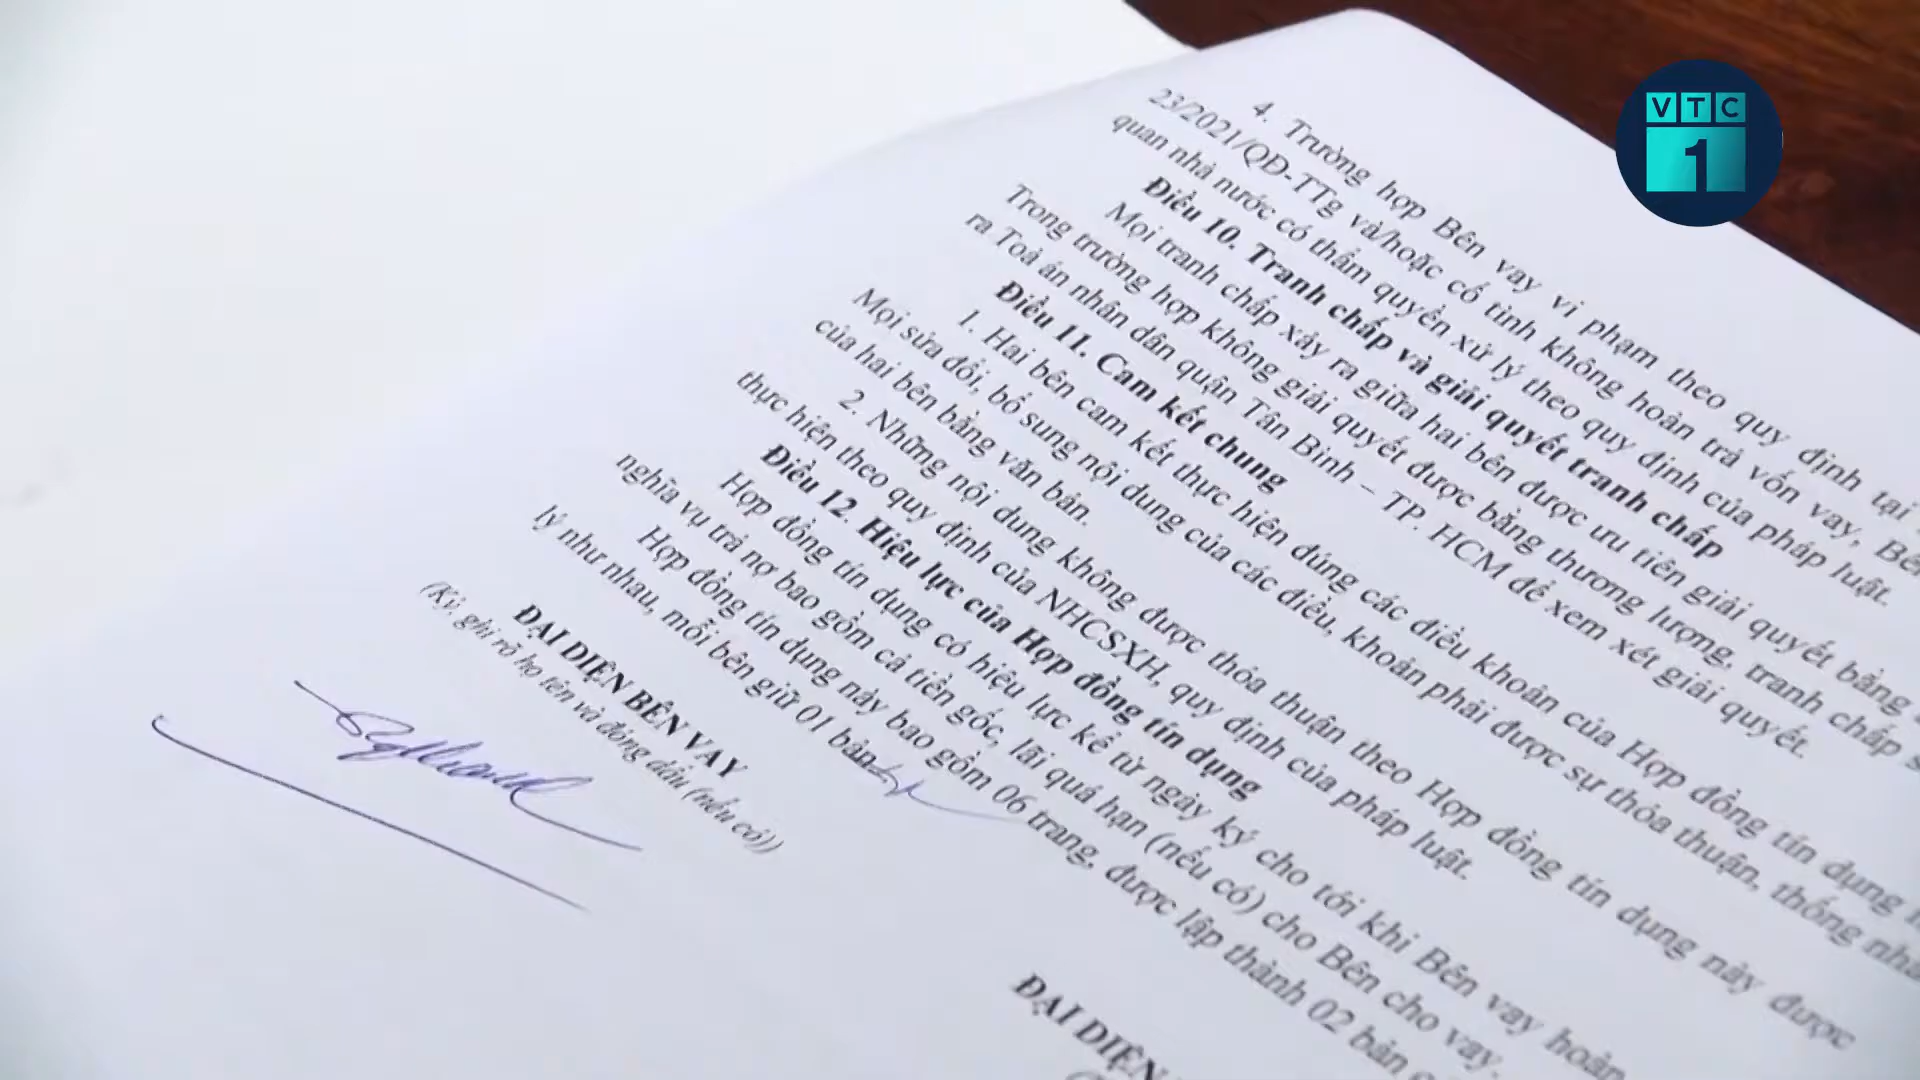 VTC
1
4. Trường hợp Bên vay vi phạm theo quy định tại
23/2021/QĐ-TTg và/hoặc cố tình không hoàn trả vốn vay, Bên
quan nhà nước có thẩm quyền xử lý theo quy định của pháp luật.
Điều 10. Tranh chấp và giải quyết tranh chấp
Mọi tranh chấp xảy ra giữa hai bên được ưu tiên giải quyết bằng
Trong trường hợp không giải quyết được bằng thương lượng, tranh chấp
ra Toà án nhân dân quận Tân Bình – TP. HCM để xem xét giải quyết.
Điều 11. Cam kết chung
1. Hai bên cam kết thực hiện đúng các điều khoản của Hợp đồng tín dụng
Mọi sửa đổi, bổ sung nội dung của các điều, khoản phải được sự thỏa thuận, thống nhất
của hai bên bằng văn bản.
2. Những nội dung không được thỏa thuận theo Hợp đồng tín dụng này được
thực hiện theo quy định của NHCSXH, quy định của pháp luật.
Điều 12. Hiệu lực của Hợp đồng tín dụng
Hợp đồng tín dụng có hiệu lực kể từ ngày ký cho tới khi Bên vay hoàn
nghĩa vụ trả nợ bao gồm cả tiền gốc, lãi quá hạn (nếu có) cho Bên cho vay.
Hợp đồng tín dụng này bao gồm 06 trang, được lập thành 02 bản
lý như nhau, mỗi bên giữ 01 bản.
ĐẠI DIỆN BÊN VAY
(Ký, ghi rõ họ tên và đóng dấu (nếu có))
ĐẠI DIỆN